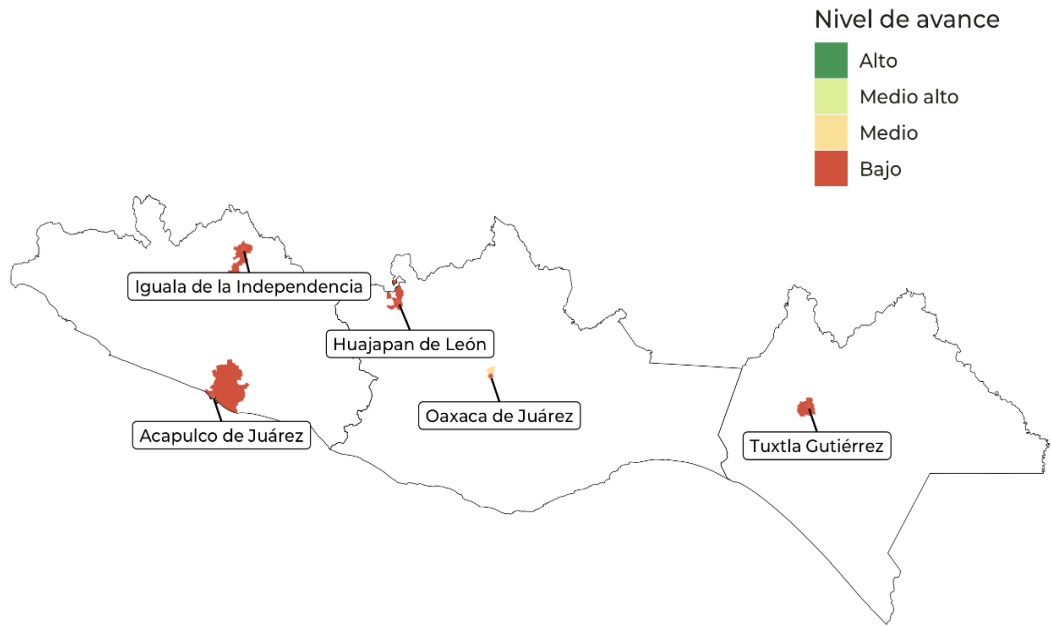 Nivel de avance
Alto
Medio alto
Medio
Bajo
Iguala de la Independencia
Huajapan de León
Oaxaca de Juárez
Acapulco de Juárez
Tuxtla Gutiérrez